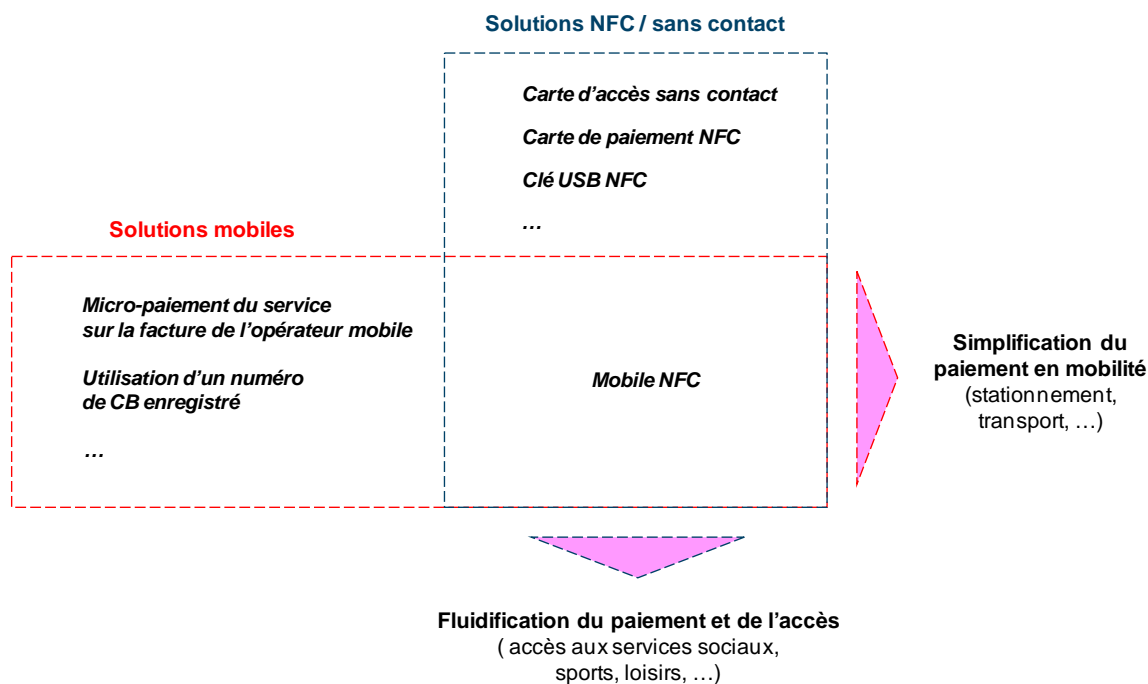 Solutions NFC / sans contact
Carte d'accès sans contact
Carte de paiement NFC
Clé USB NFC
…
Solutions mobiles
Micro-paiement du service
sur la facture de l'opérateur mobile
Utilisation d'un numéro
de CB enregistré
…
Mobile NFC
Simplification du
paiement en mobilité
(stationnement,
transport, …)
Fluidification du paiement et de l'accès
( accès aux services sociaux,
sports, loisirs, …)